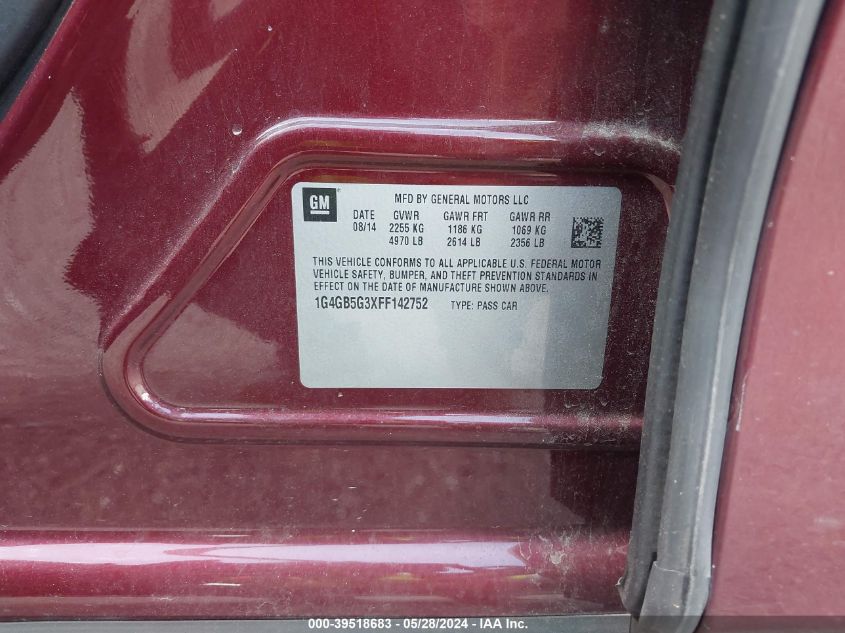 GM
MFD BY GENERAL MOTORS LLC
DATE GVWR GAWR FRT GAWR RR
08/14 2255 KG 1186 KG 1069 KG
4970 LB 2614 LB 2356 LB
THIS VEHICLE CONFORMS TO ALL APPLICABLE U.S. FEDERAL MOTOR
VEHICLE SAFETY, BUMPER, AND THEFT PREVENTION STANDARDS IN
EFFECT ON THE DATE OF MANUFACTURE SHOWN ABOVE.
1G4GB5G3XFF142752 TYPE: PASS CAR
000-39518683 - 05/28/2024 - IAA Inc.